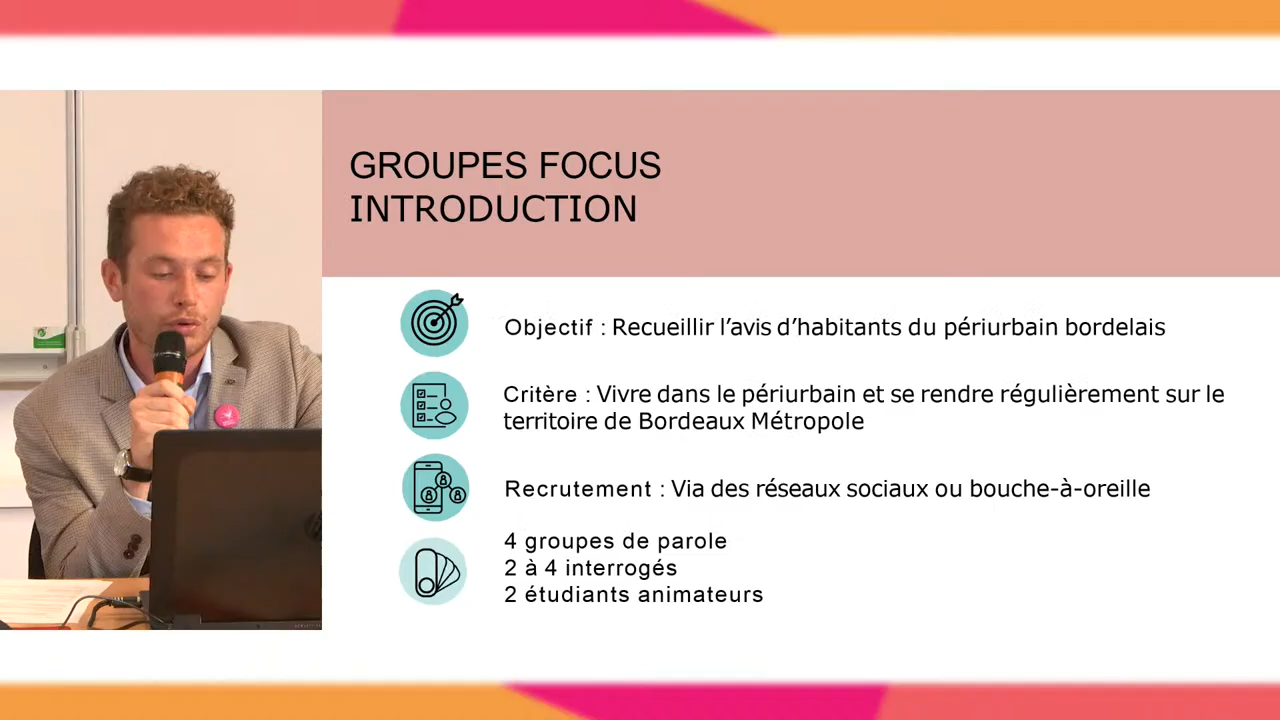 GROUPES FOCUS
INTRODUCTION
Objectif : Recueillir l’avis d’habitants du périurbain bordelais
Critère : Vivre dans le périurbain et se rendre régulièrement sur le
territoire de Bordeaux Métropole
Recrutement : Via des réseaux sociaux ou bouche-à-oreille
4 groupes de parole
2 à 4 interrogés
2 étudiants animateurs